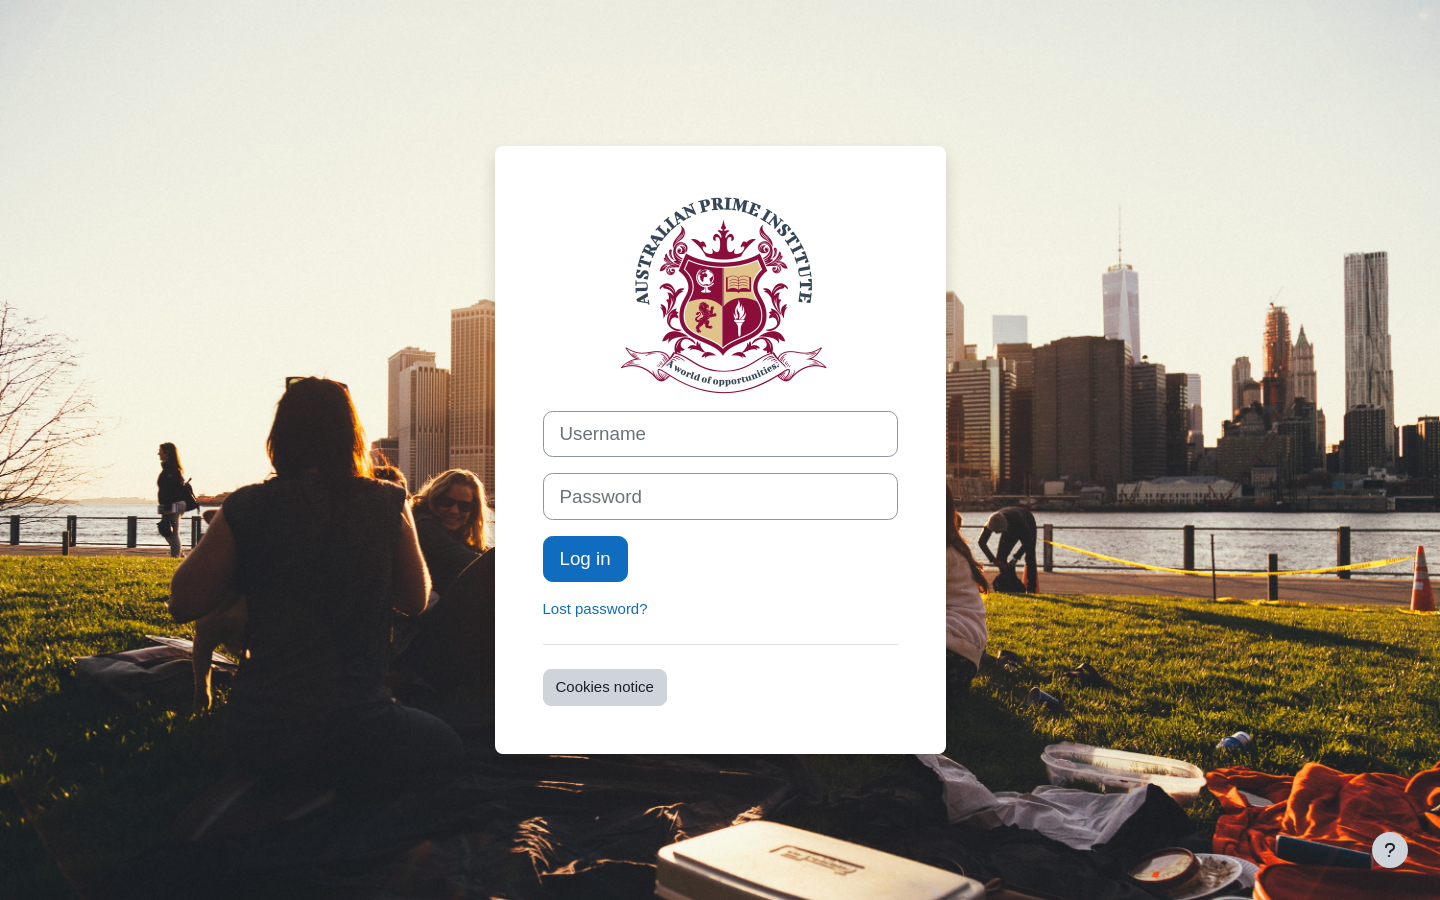 AUSTRALIAN PRIME INSTITUTE
A world of opportunities.
Username
Password
Log in
Lost password?
Cookies notice
?